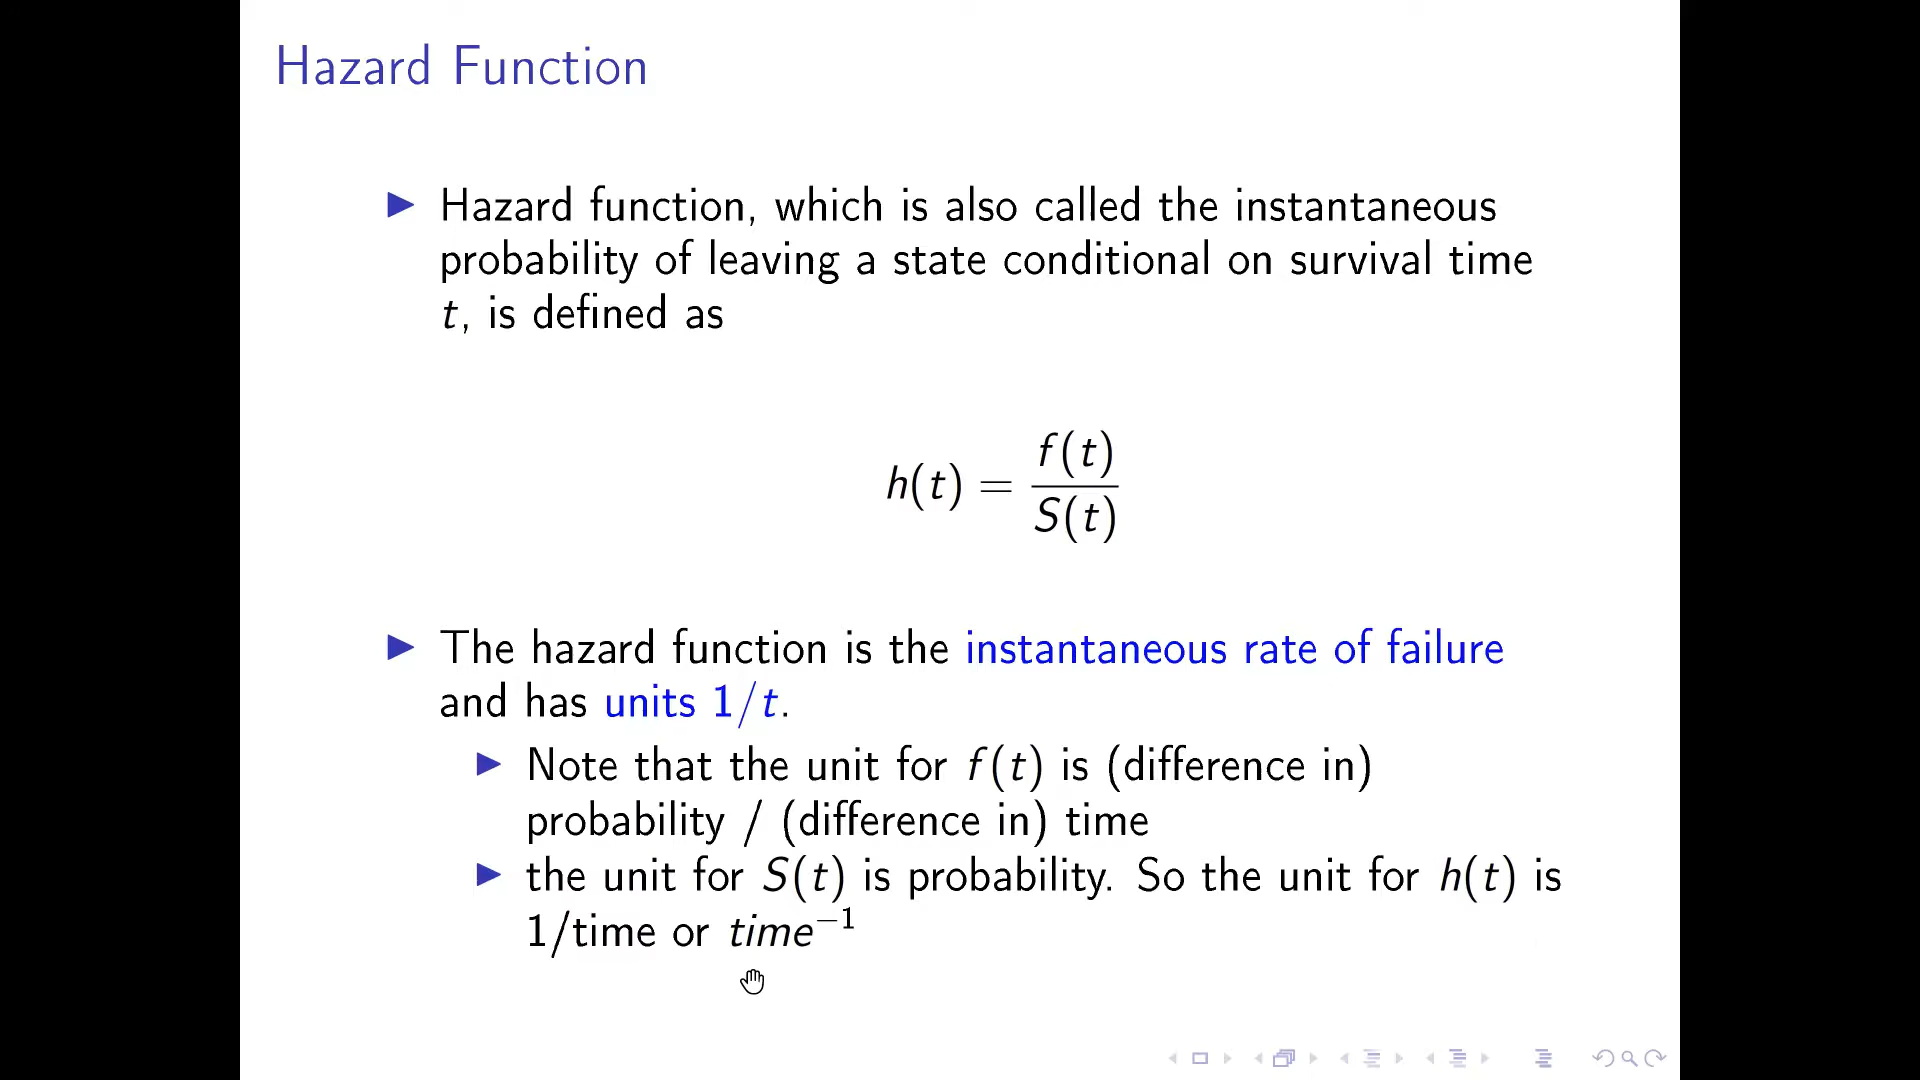 Hazard Function
Hazard function, which is also called the instantaneous
probability of leaving a state conditional on survival time
t, is defined as
h(t) = f(t) / S(t)
The hazard function is the instantaneous rate of failure
and has units 1/t.
Note that the unit for f(t) is (difference in)
probability / (difference in) time
the unit for S(t) is probability. So the unit for h(t) is
1/time or time⁻¹